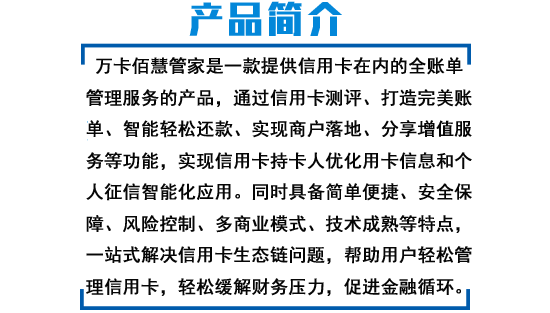 产品简介
万卡佰慧管家是一款提供信用卡在内的全账单
管理服务的产品，通过信用卡测评、打造完美账
单、智能轻松还款、实现商户落地、分享增值服
务等功能，实现信用卡持卡人优化用卡信息和个
人征信智能化应用。同时具备简单便捷、安全保
障、风险控制、多商业模式、技术成熟等特点，
一站式解决信用卡生态链问题，帮助用户轻松管
理信用卡，轻松缓解财务压力，促进金融循环。